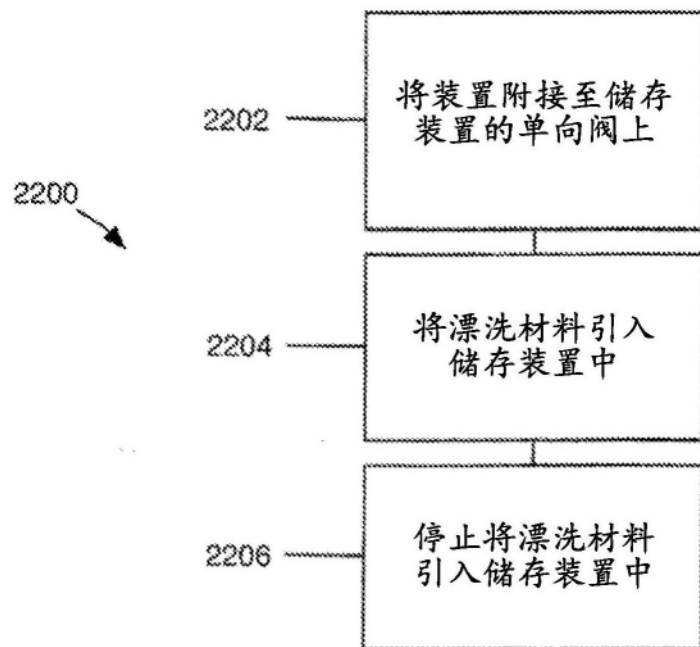 2202
将装置附接至储存
装置的单向阀上
2200
2204
将漂洗材料引入
储存装置中
2206
停止将漂洗材料
引入储存装置中